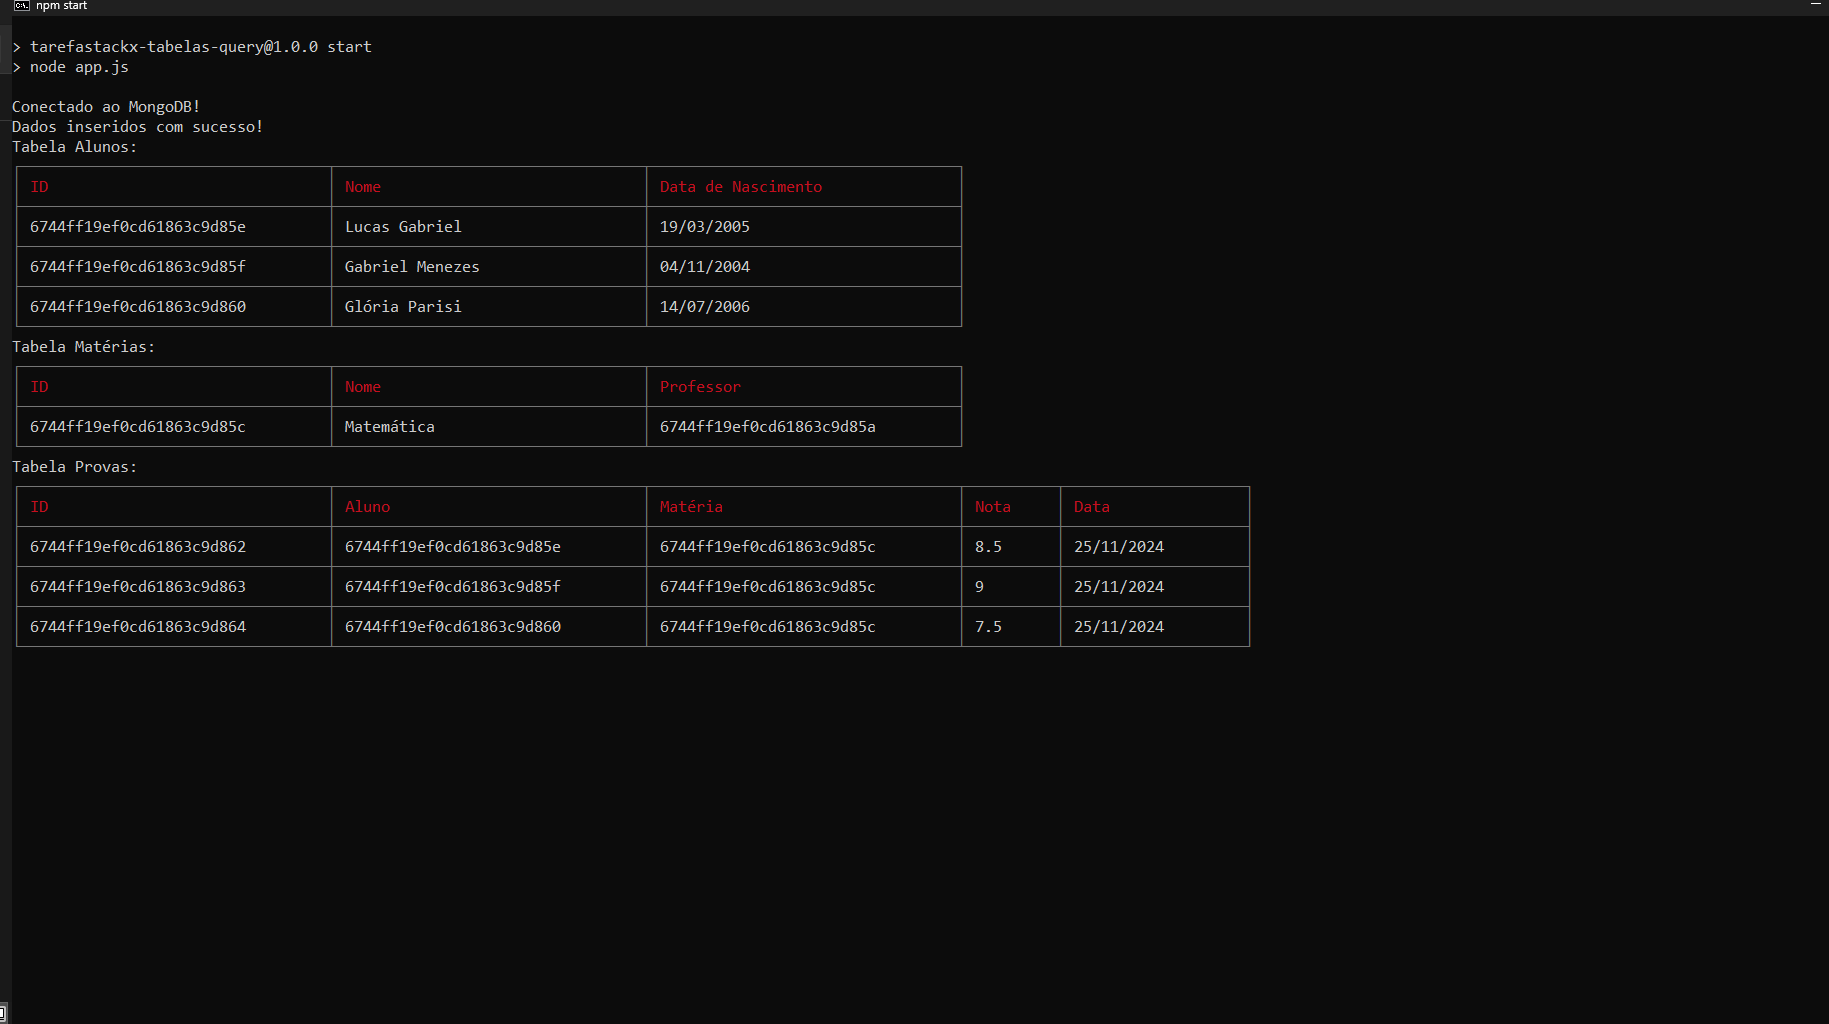 npm start
> tarefastackx-tabelas-query@1.0.0 start
> node app.js
Conectado ao MongoDB!
Dados inseridos com sucesso!
Tabela Alunos:
ID Nome Data de Nascimento
6744ff19ef0cd61863c9d85e Lucas Gabriel 19/03/2005
6744ff19ef0cd61863c9d85f Gabriel Menezes 04/11/2004
6744ff19ef0cd61863c9d860 Glória Parisi 14/07/2006
Tabela Matérias:
ID Nome Professor
6744ff19ef0cd61863c9d85c Matemática 6744ff19ef0cd61863c9d85a
Tabela Provas:
ID Aluno Matéria Nota Data
6744ff19ef0cd61863c9d862 6744ff19ef0cd61863c9d85e 6744ff19ef0cd61863c9d85c 8.5 25/11/2024
6744ff19ef0cd61863c9d863 6744ff19ef0cd61863c9d85f 6744ff19ef0cd61863c9d85c 9 25/11/2024
6744ff19ef0cd61863c9d864 6744ff19ef0cd61863c9d860 6744ff19ef0cd61863c9d85c 7.5 25/11/2024